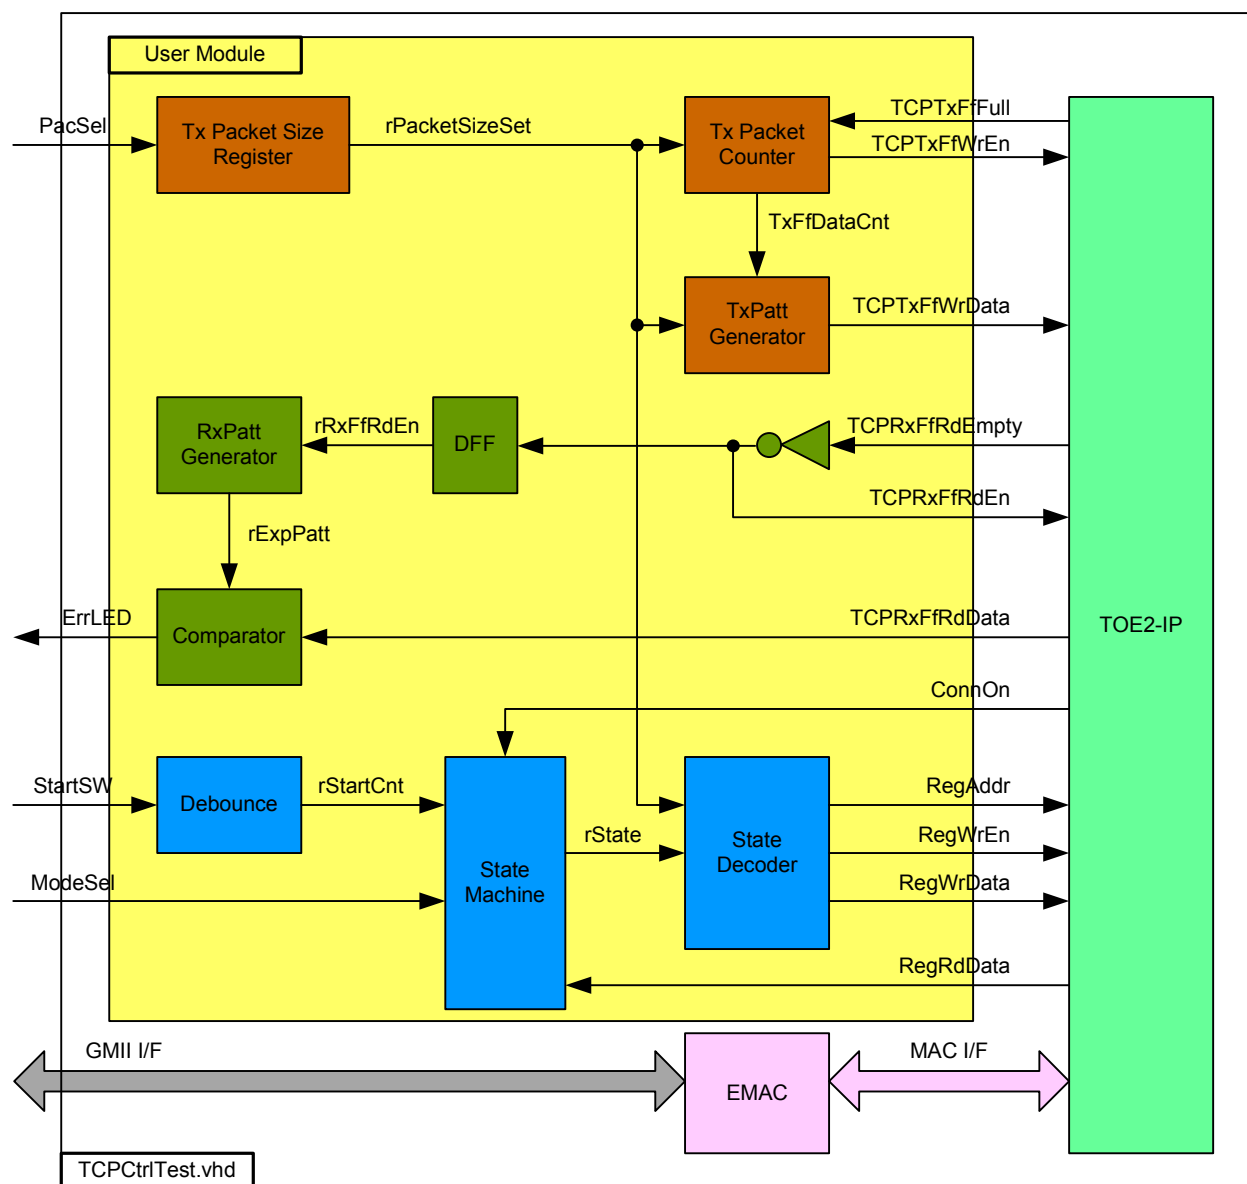 User Module
PacSel
Tx Packet Size
Register
rPacketSizeSet
Tx Packet
Counter
TCPTxFfFull
TCPTxFfWrEn
TxFfDataCnt
TxPatt
Generator
TCPTxFfWrData
RxPatt
Generator
rRxFfRdEn
DFF
TCPRxFfRdEmpty
TCPRxFfRdEn
rExpPatt
ErrLED
Comparator
TCPRxFfRdData
TOE2-IP
ConnOn
StartSW
Debounce
rStartCnt
RegAddr
rState
State
Decoder
RegWrEn
ModeSel
State
Machine
RegWrData
RegRdData
GMII I/F
EMAC
MAC I/F
TCPCtrlTest.vhd